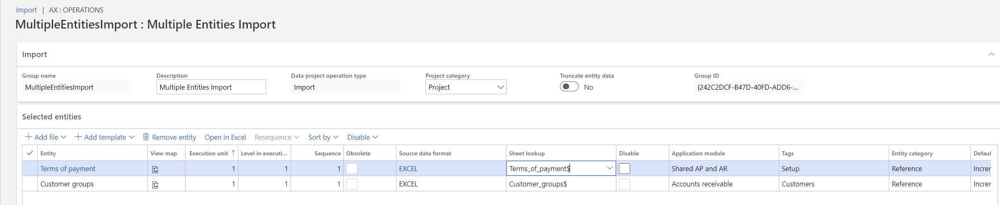 Import | AX : OPERATIONS
MultipleEntitiesImport : Multiple Entities Import
Import
Group name Description Data project operation type Project category Truncate entity data Group ID
MultipleEntitiesImport Multiple Entities Import Import Project No {242C2DCF-B47D-40FD-ADD6-...
Selected entities
Add file Add template Remove entity Open in Excel Resequence Sort by Disable
Entity View map Execution unit Level in executi... Sequence Obsolete Source data format Sheet lookup Disable Application module Tags Entity category Defaul
Terms of payment 1 1 1 EXCEL Terms_of_payment$ Shared AP and AR Setup Reference Increr
Customer groups 1 1 1 EXCEL Customer_groups$ Accounts receivable Customers Reference Increr